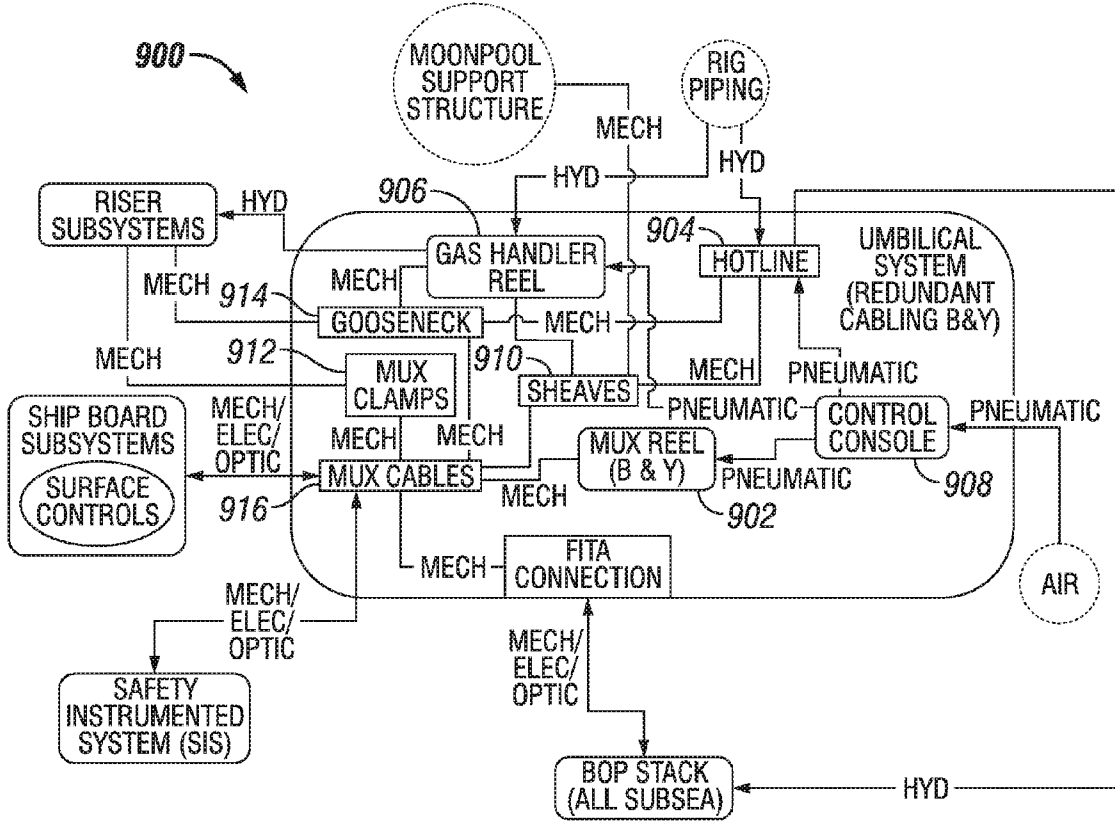 900
MOONPOOL
SUPPORT
STRUCTURE
RIG
PIPING
MECH
HYD
HYD
906
RISER
SUBSYSTEMS
HYD
904
GAS HANDLER
REEL
HOTLINE
UMBILICAL
SYSTEM
(REDUNDANT
CABLING B&Y)
MECH
MECH
914
GOOSENECK
MECH
912
910
MECH
MUX
CLAMPS
SHEAVES
MECH
PNEUMATIC
SHIP BOARD
SUBSYSTEMS
SURFACE
CONTROLS
MECH/
ELEC/
OPTIC
MECH
MECH
PNEUMATIC
CONTROL
CONSOLE
PNEUMATIC
MUX REEL
(B & Y)
PNEUMATIC
908
MUX CABLES
916
MECH
902
MECH
FITA
CONNECTION
AIR
MECH/
ELEC/
OPTIC
MECH/
ELEC/
OPTIC
SAFETY
INSTRUMENTED
SYSTEM (SIS)
BOP STACK
(ALL SUBSEA)
HYD